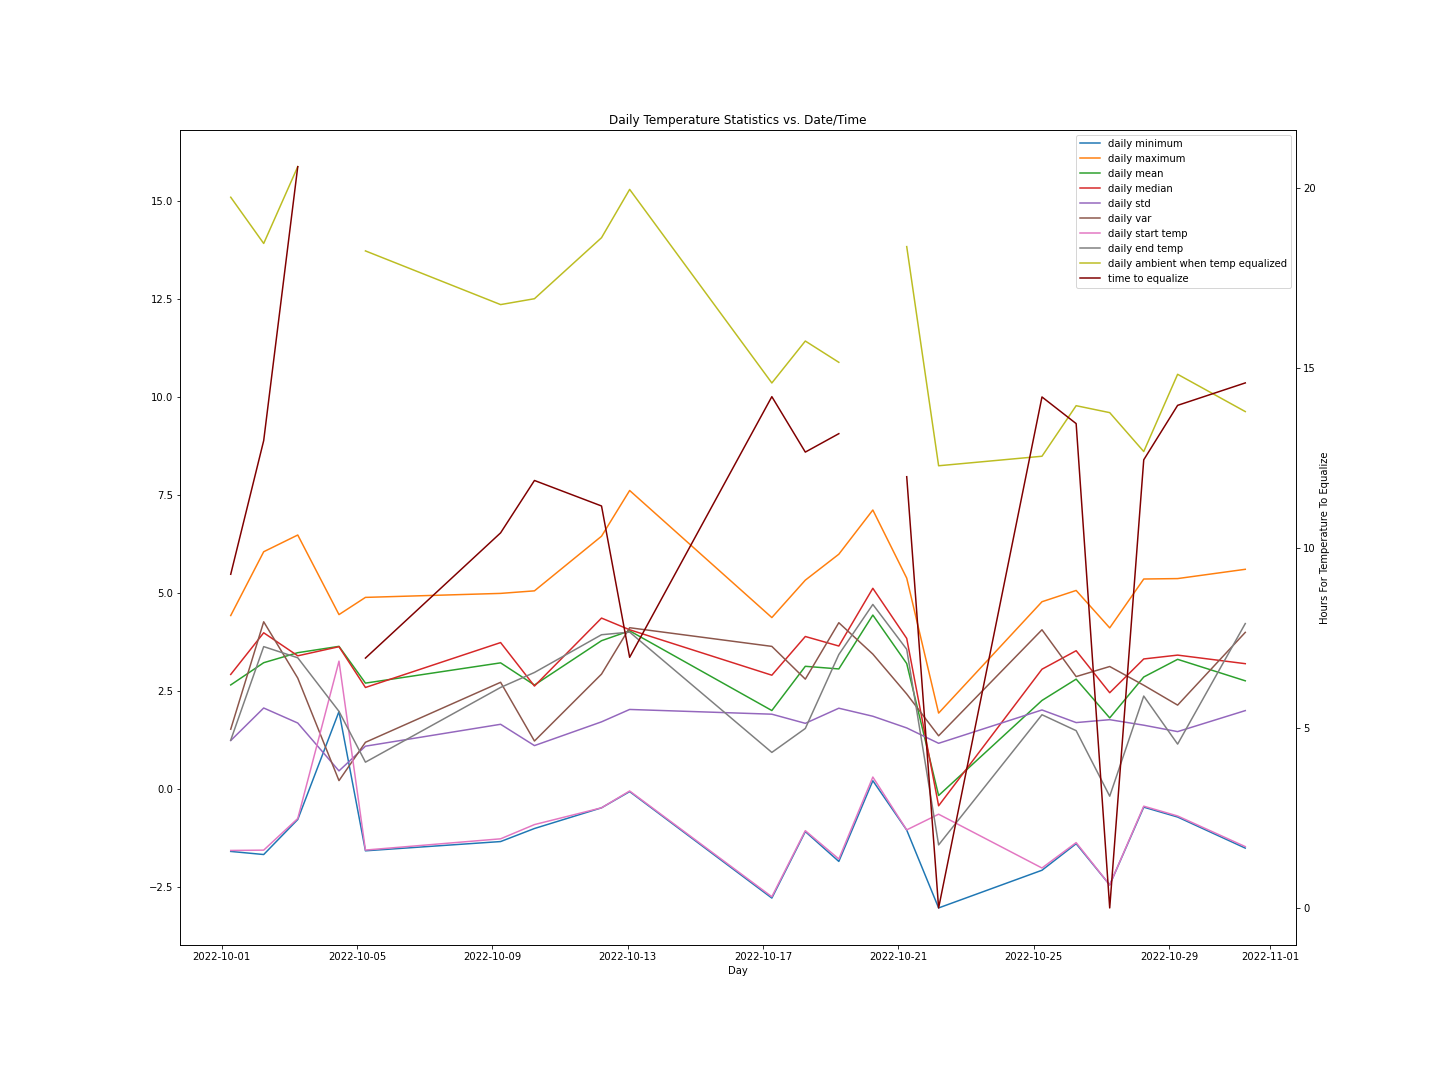 Daily Temperature Statistics vs. Date/Time
daily minimum
daily maximum
daily mean
daily median
daily std
daily var
daily start temp
daily end temp
daily ambient when temp equalized
time to equalize
15.0
12.5
10.0
7.5
5.0
2.5
0.0
−2.5
20
15
10
5
0
Hours For Temperature To Equalize
2022-10-01 2022-10-05 2022-10-09 2022-10-13 2022-10-17 2022-10-21 2022-10-25 2022-10-29 2022-11-01
Day